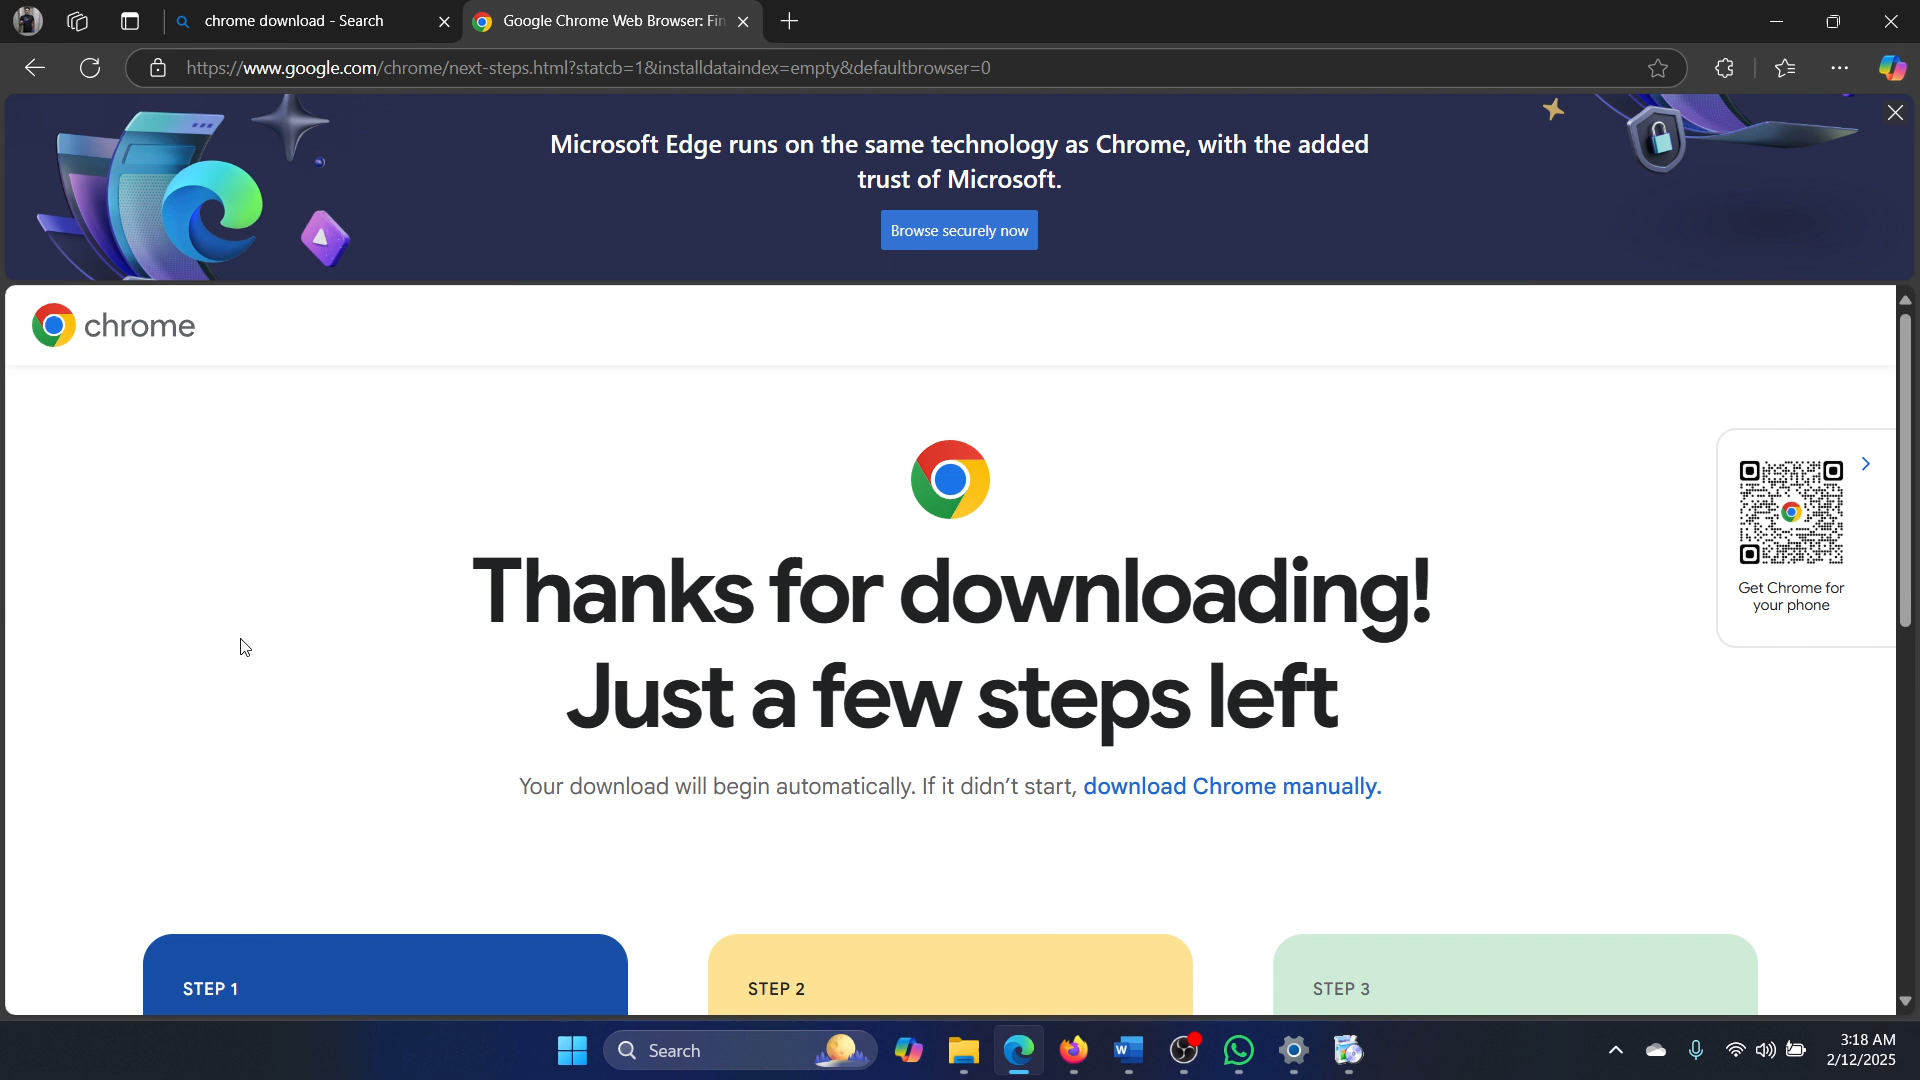 chrome download - Search
Google Chrome Web Browser: Fin
https://www.google.com/chrome/next-steps.html?statcb=1&installdataindex=empty&defaultbrowser=0
Microsoft Edge runs on the same technology as Chrome, with the added
trust of Microsoft.
Browse securely now
chrome
Thanks for downloading!
Just a few steps left
Your download will begin automatically. If it didn't start, download Chrome manually.
Get Chrome for
your phone
STEP 1
STEP 2
STEP 3
Search
3:18 AM
2/12/2025